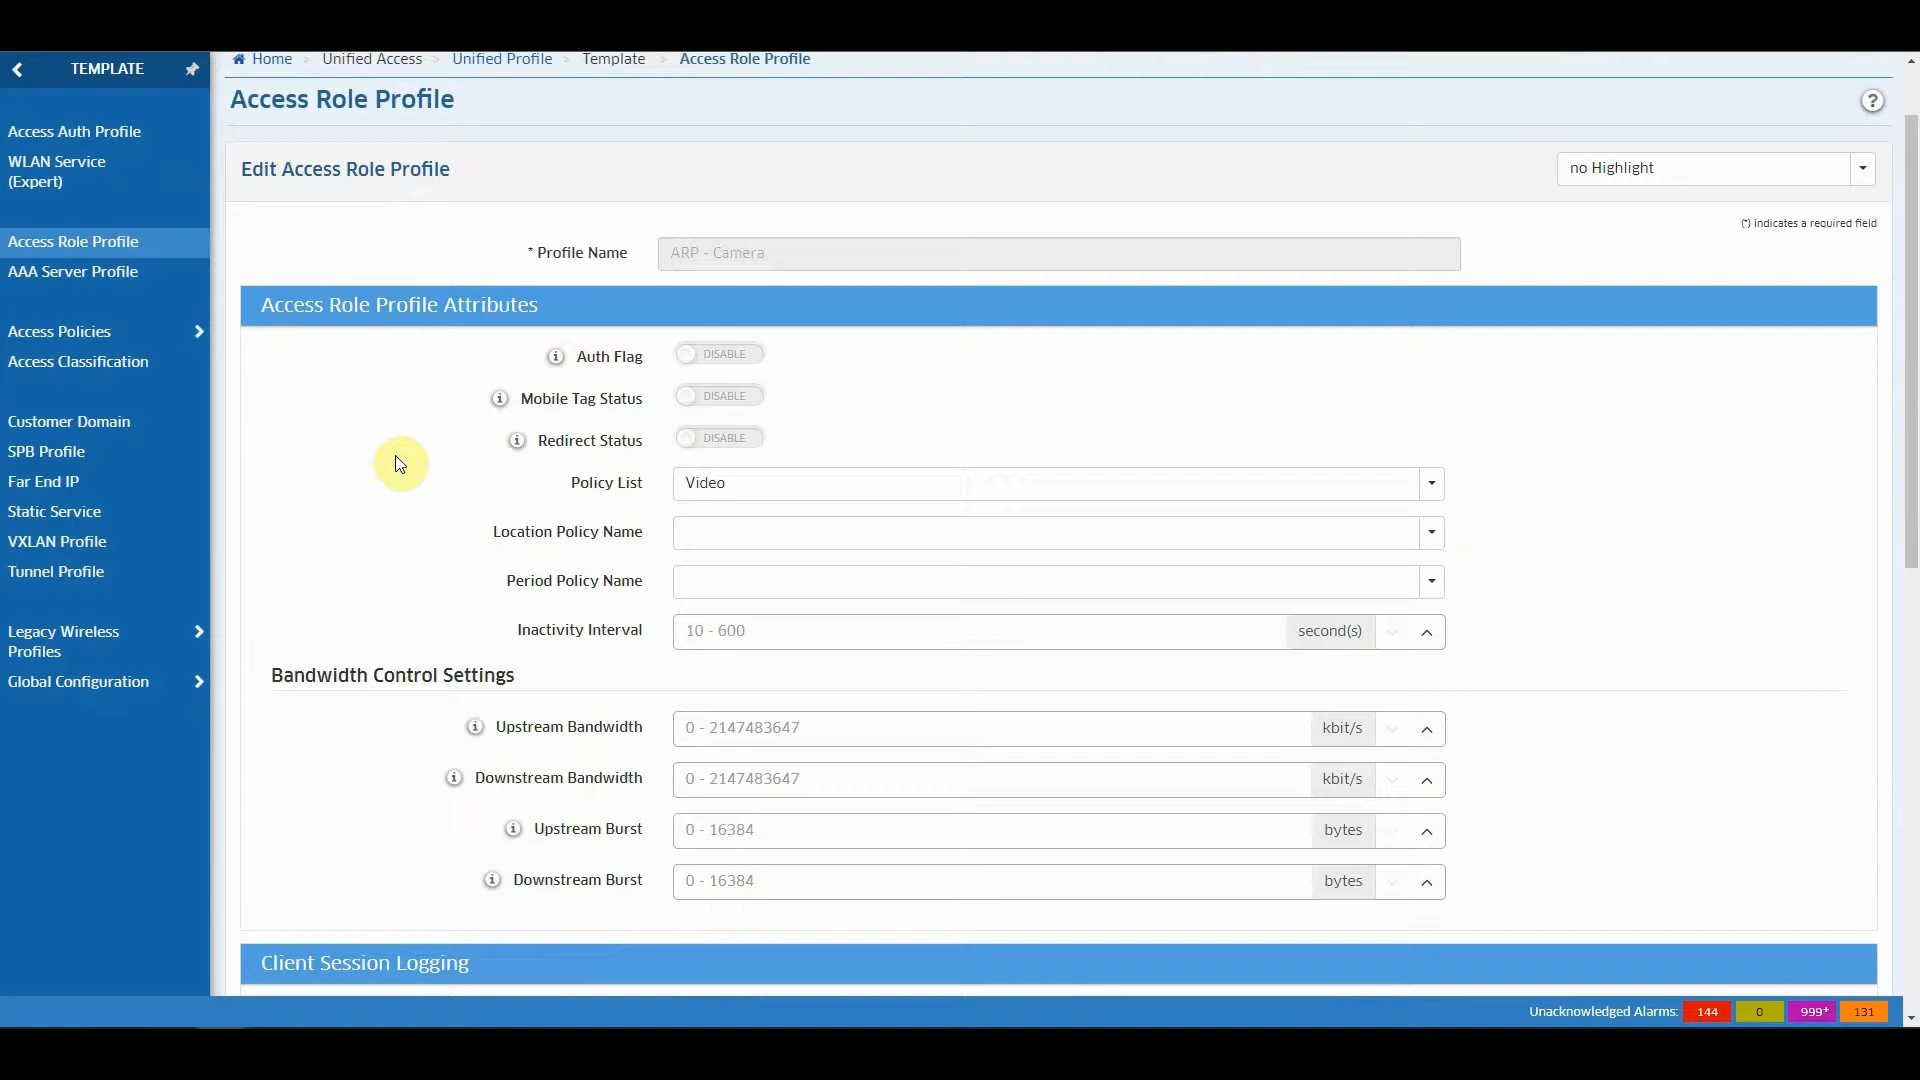 TEMPLATE
Home > Unified Access > Unified Profile > Template > Access Role Profile
Access Role Profile
?
Access Auth Profile
WLAN Service
(Expert)
Access Role Profile
AAA Server Profile
Access Policies
Access Classification
Customer Domain
SPB Profile
Far End IP
Static Service
VXLAN Profile
Tunnel Profile
Legacy Wireless
Profiles
Global Configuration
Edit Access Role Profile
no Highlight
(*) indicates a required field
* Profile Name ARP - Camera
Access Role Profile Attributes
Auth Flag DISABLE
Mobile Tag Status DISABLE
Redirect Status DISABLE
Policy List Video
Location Policy Name
Period Policy Name
Inactivity Interval 10 - 600 second(s)
Bandwidth Control Settings
Upstream Bandwidth 0 - 2147483647 kbit/s
Downstream Bandwidth 0 - 2147483647 kbit/s
Upstream Burst 0 - 16384 bytes
Downstream Burst 0 - 16384 bytes
Client Session Logging
Unacknowledged Alarms: 144 0 999+ 131